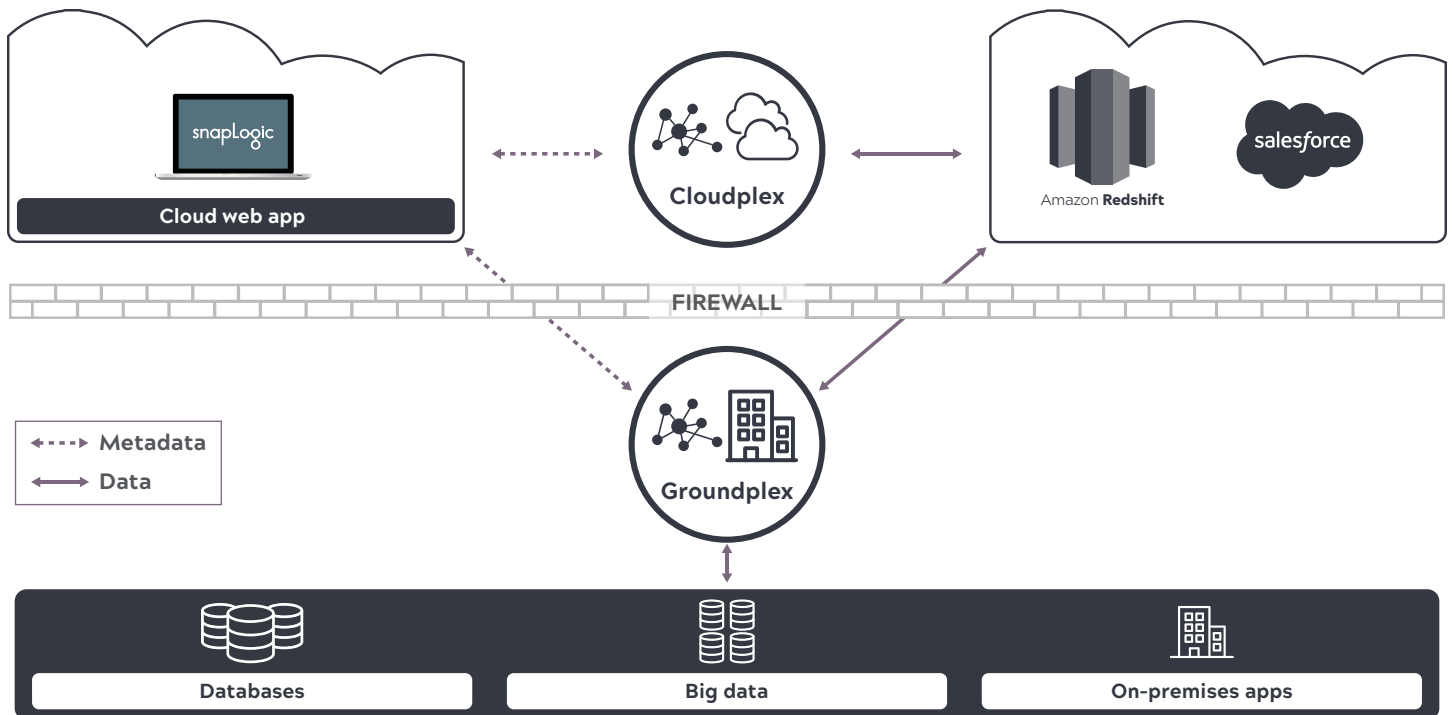 snapLogic
Cloud web app
Cloudplex
Amazon Redshift
salesforce
FIREWALL
Groundplex
Metadata
Data
Databases
Big data
On-premises apps